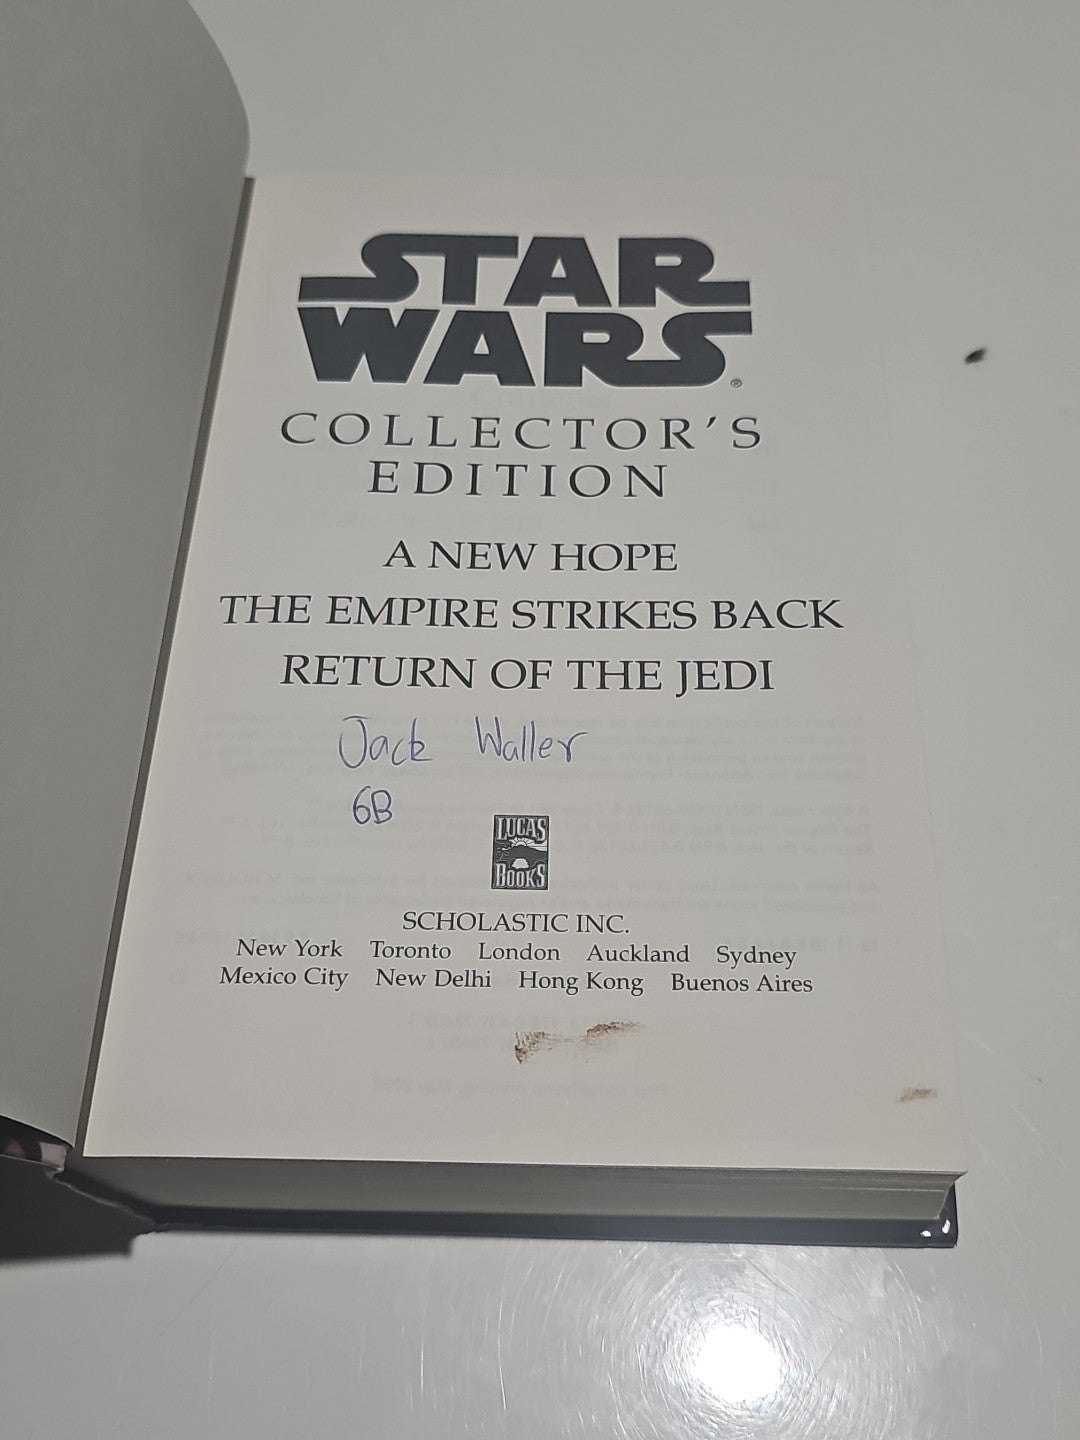 STAR
WARS®
COLLECTOR'S
EDITION
A NEW HOPE
THE EMPIRE STRIKES BACK
RETURN OF THE JEDI
Jack Waller
6B
LUCAS
BOOKS
SCHOLASTIC INC.
New York Toronto London Auckland Sydney
Mexico City New Delhi Hong Kong Buenos Aires